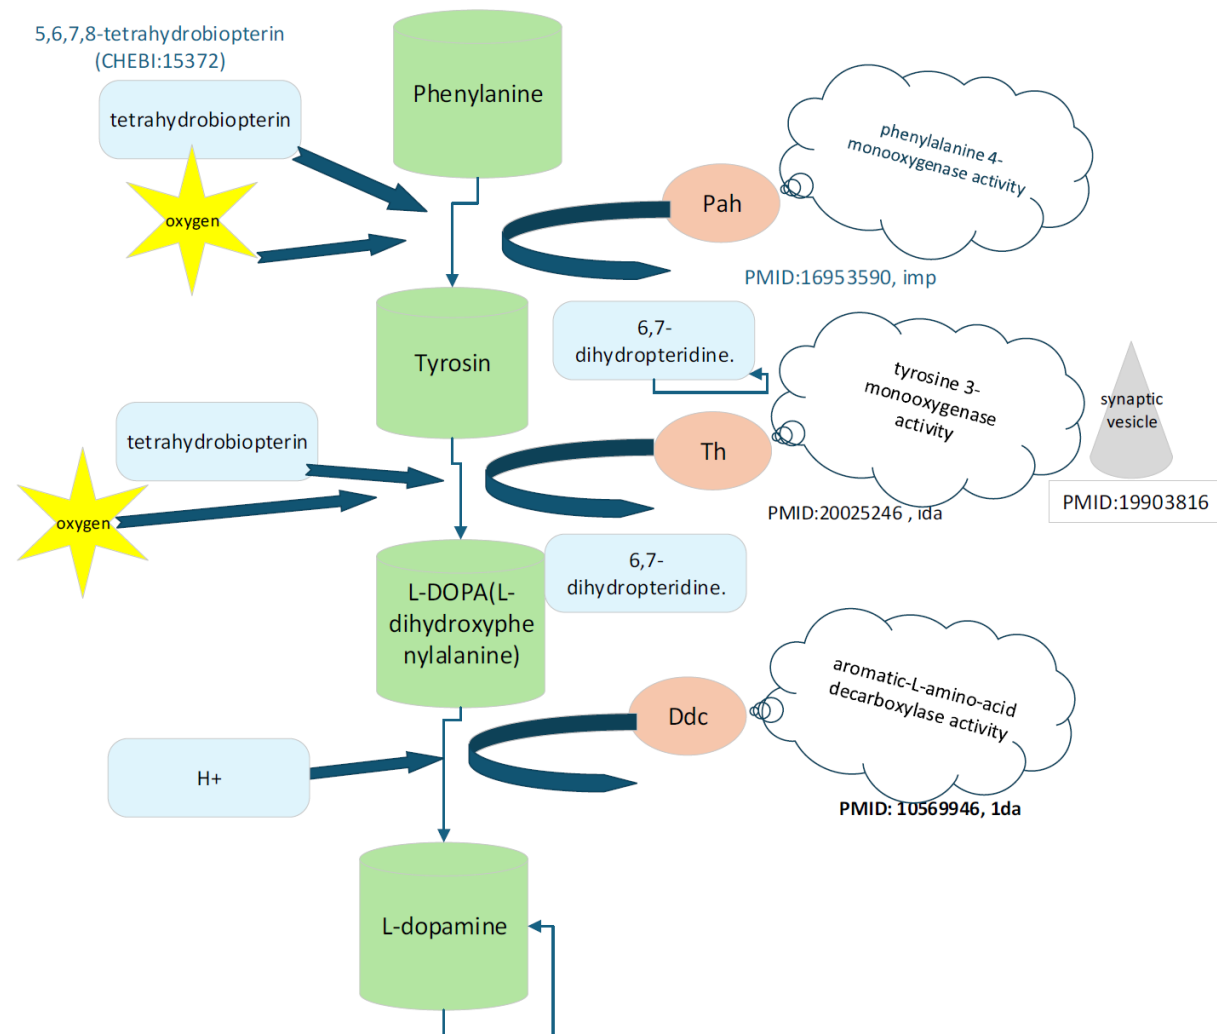 5,6,7,8-tetrahydrobiopterin
(CHEBI:15372)
tetrahydrobiopterin
oxygen
Phenylanine
Pah
phenylalanine 4-
monooxygenase activity
PMID:16953590, imp
Tyrosin
6,7-
dihydropteridine.
tetrahydrobiopterin
oxygen
Th
tyrosine 3-
monooxygenase
activity
synaptic
vesicle
PMID:20025246 , ida
PMID:19903816
L-DOPA(L-
dihydroxyphe
nylalanine)
6,7-
dihydropteridine.
H+
Ddc
aromatic-L-amino-acid
decarboxylase activity
PMID: 10569946, 1da
L-dopamine